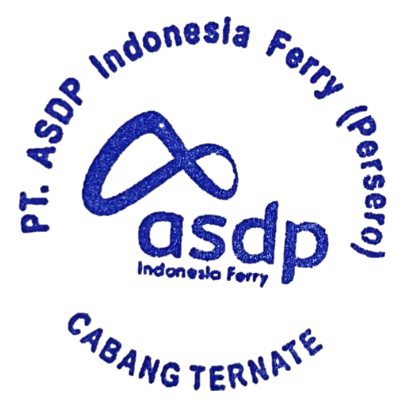 PT. ASDP Indonesia Ferry (Persero)
asdp
Indonesia Ferry
CABANG TERNATE